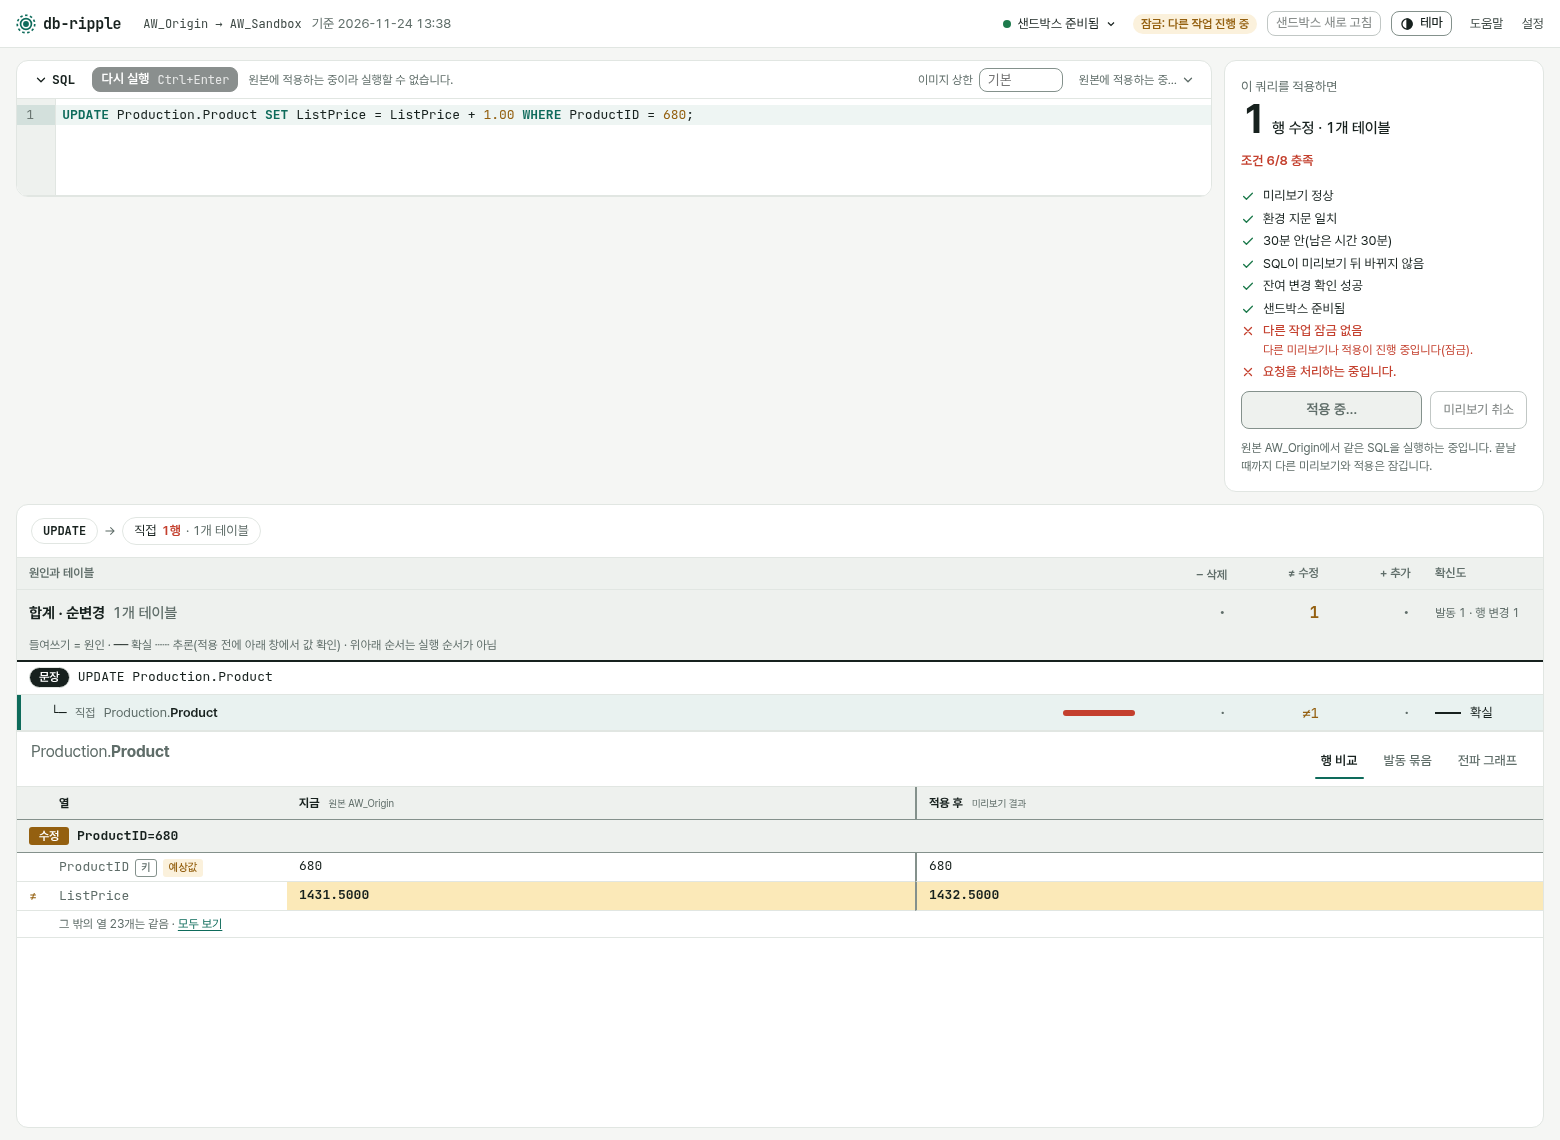 db-ripple AW_Origin → AW_Sandbox 기준 2026-11-24 13:38 샌드박스 준비됨 잠금: 다른 작업 진행 중 샌드박스 새로 고침 테마 도움말 설정
SQL 다시 실행 Ctrl+Enter 원본에 적용하는 중이라 실행할 수 없습니다. 이미지 상한 기본 원본에 적용하는 중...
1 UPDATE Production.Product SET ListPrice = ListPrice + 1.00 WHERE ProductID = 680;
이 쿼리를 적용하면
1 행 수정 · 1개 테이블
조건 6/8 충족
미리보기 정상
환경 지문 일치
30분 안(남은 시간 30분)
SQL이 미리보기 뒤 바뀌지 않음
잔여 변경 확인 성공
샌드박스 준비됨
다른 작업 잠금 없음
다른 미리보기나 적용이 진행 중입니다(잠금).
요청을 처리하는 중입니다.
적용 중... 미리보기 취소
원본 AW_Origin에서 같은 SQL을 실행하는 중입니다. 끝날
때까지 다른 미리보기와 적용은 잠깁니다.
UPDATE → 직접 1행 · 1개 테이블
원인과 테이블 − 삭제 ≠ 수정 + 추가 확신도
합계 · 순변경 1개 테이블 · 1 · 발동 1 · 행 변경 1
들여쓰기 = 원인 · ── 확실 ┈┈ 추론(적용 전에 아래 창에서 값 확인) · 위아래 순서는 실행 순서가 아님
문장 UPDATE Production.Product
└─ 직접 Production.Product · ≠1 · 확실
Production.Product 행 비교 발동 묶음 전파 그래프
열 지금 원본 AW_Origin 적용 후 미리보기 결과
수정 ProductID=680
ProductID 키 예상값 680 680
≠ ListPrice 1431.5000 1432.5000
그 밖의 열 23개는 같음 · 모두 보기